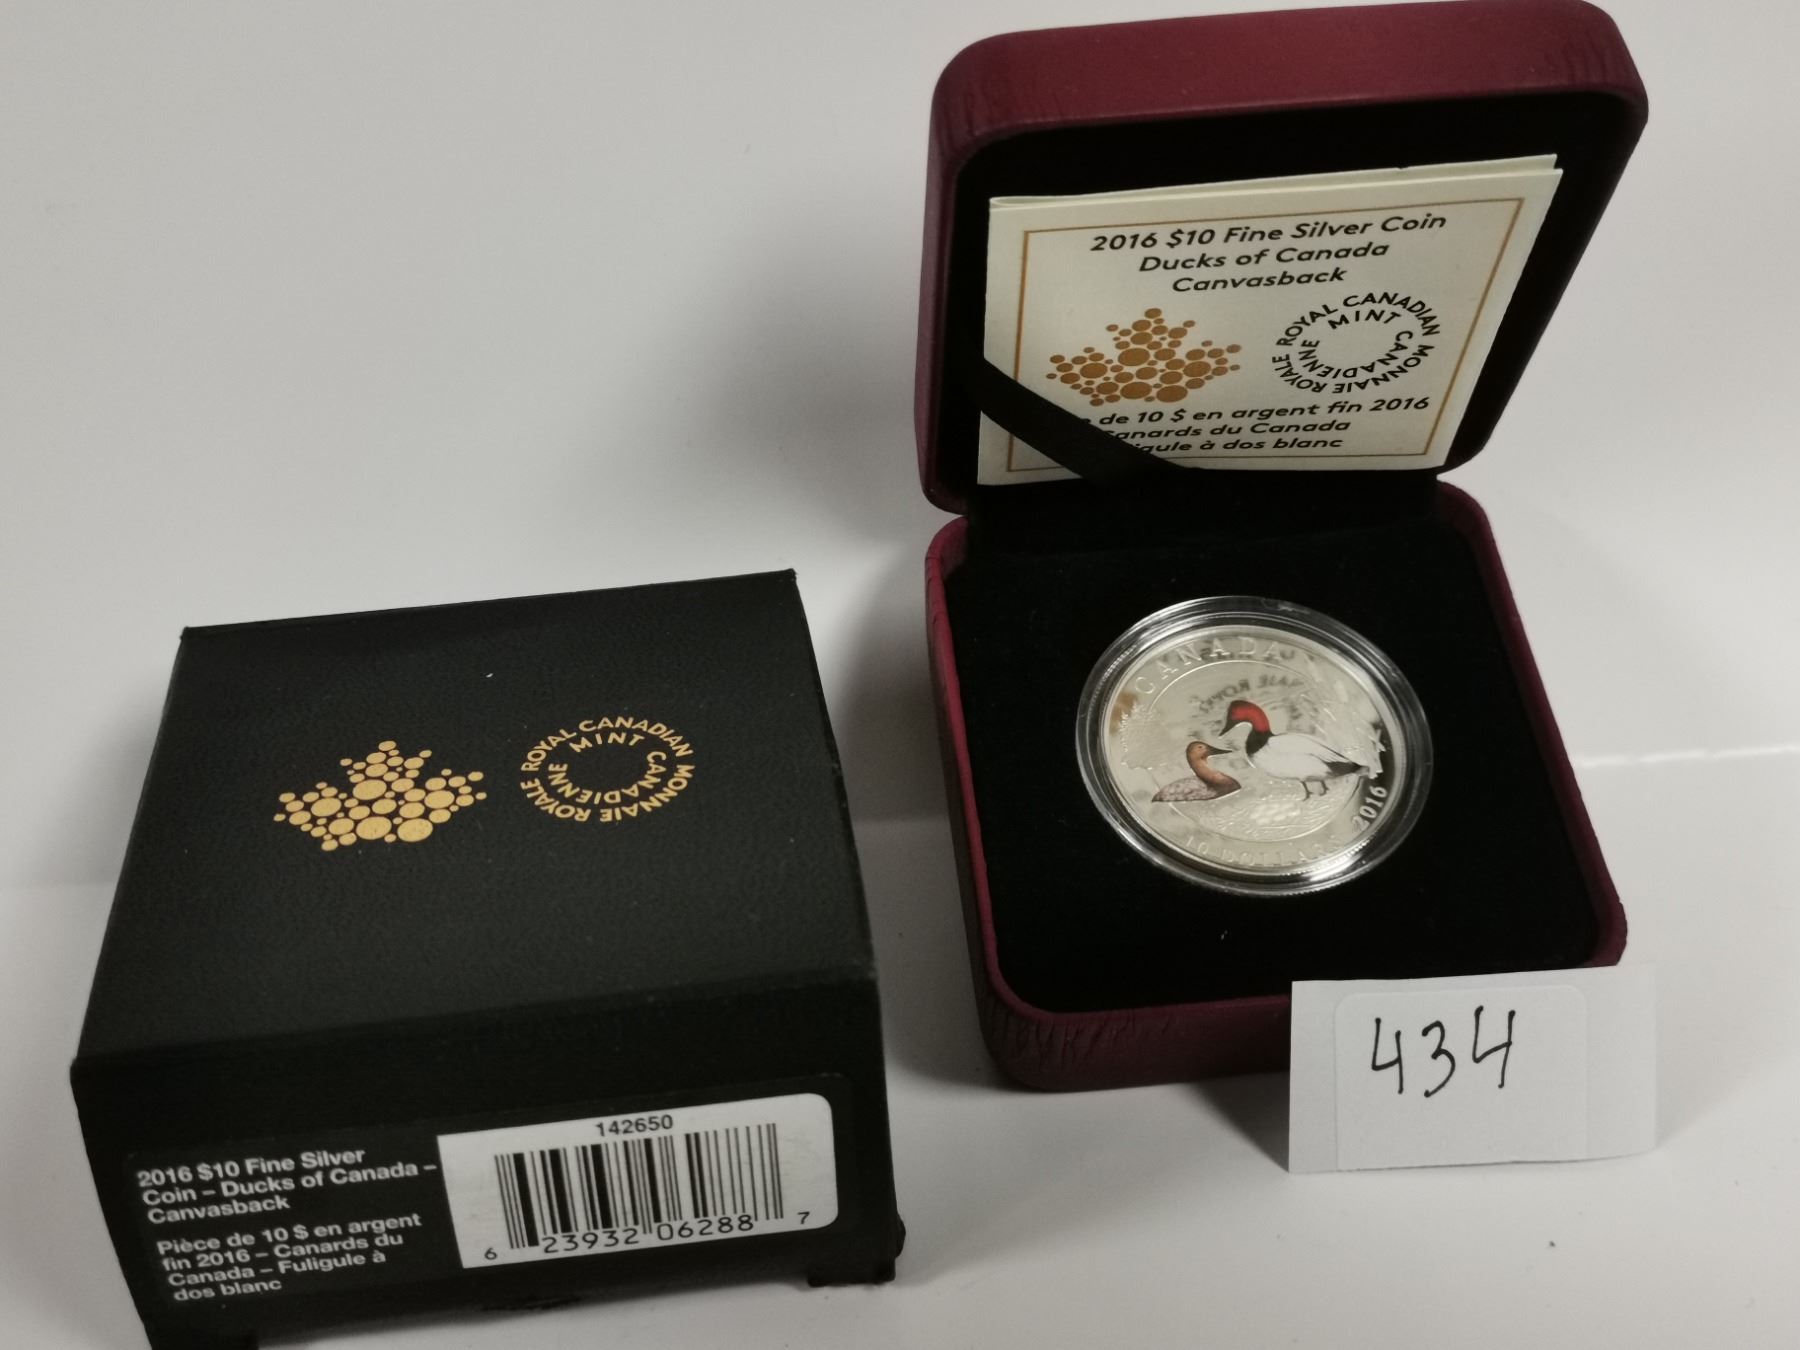 2016 $10 Fine Silver Coin
Ducks of Canada
Canvasback
ROYAL CANADIAN MINT
MONNAIE ROYALE CANADIENNE
de 10 $ en argent fin 2016
Canards du Canada
à dos blanc
CANADA
2016
10 DOLLARS
ROYAL CANADIAN MINT
MONNAIE ROYALE CANADIENNE
2016 $10 Fine Silver
Coin – Ducks of Canada –
Canvasback
Pièce de 10 $ en argent
fin 2016 – Canards du
Canada – Fuligule à
dos blanc
142650
6 23932 06288 7
434